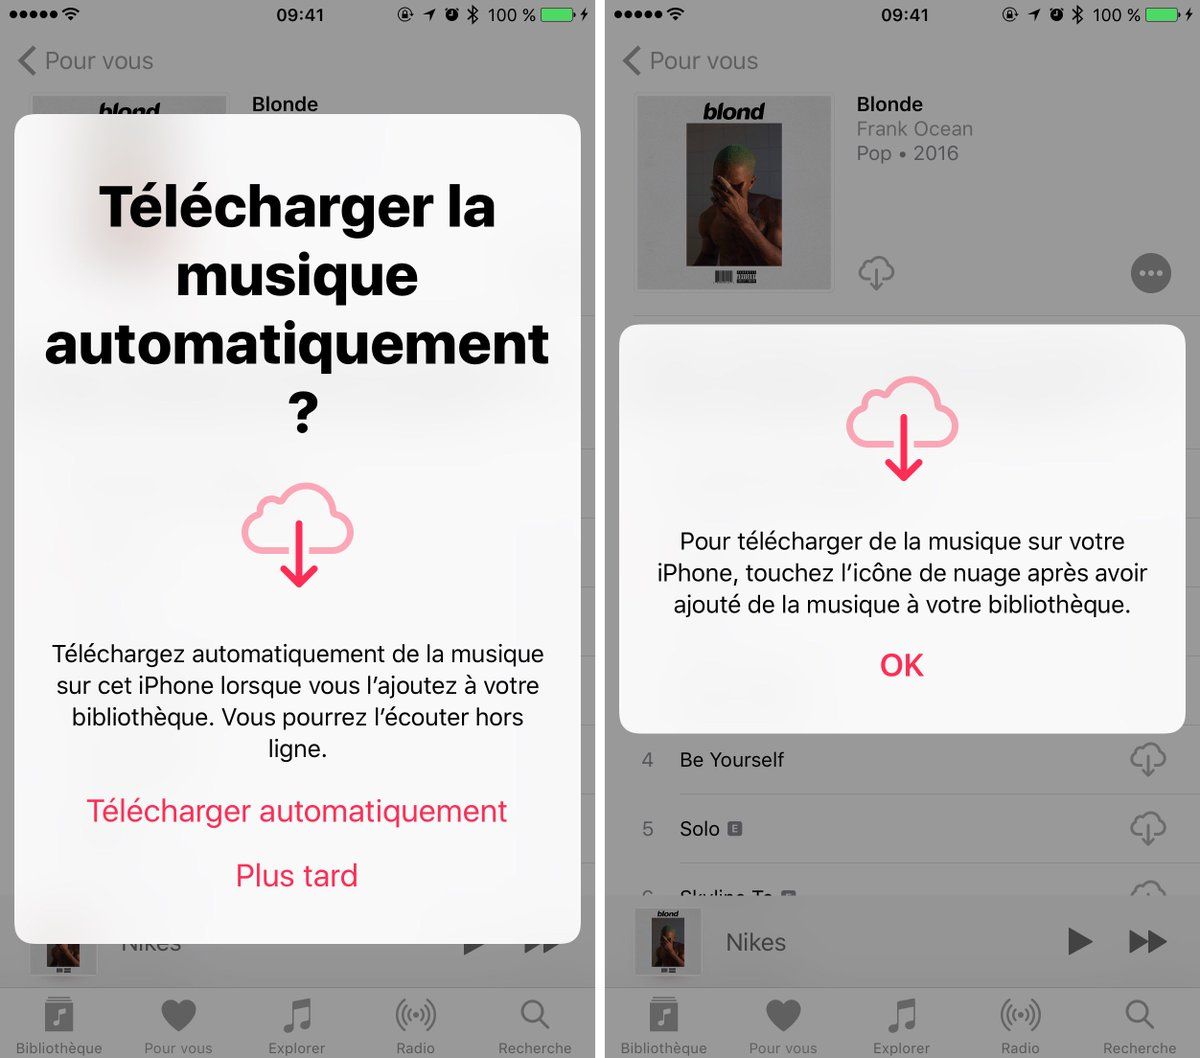 09:41
100 %
Pour vous
blond
Blonde
Télécharger la
musique
automatiquement
?
Téléchargez automatiquement de la musique
sur cet iPhone lorsque vous l’ajoutez à votre
bibliothèque. Vous pourrez l’écouter hors
ligne.
Télécharger automatiquement
Plus tard
Nikes
Bibliothèque
Pour vous
Explorer
Radio
Recherche
09:41
100 %
Pour vous
blond
Blonde
Frank Ocean
Pop • 2016
Pour télécharger de la musique sur votre
iPhone, touchez l’icône de nuage après avoir
ajouté de la musique à votre bibliothèque.
OK
4 Be Yourself
5 Solo E
6 Skyline To E
blond
Nikes
Bibliothèque
Pour vous
Explorer
Radio
Recherche